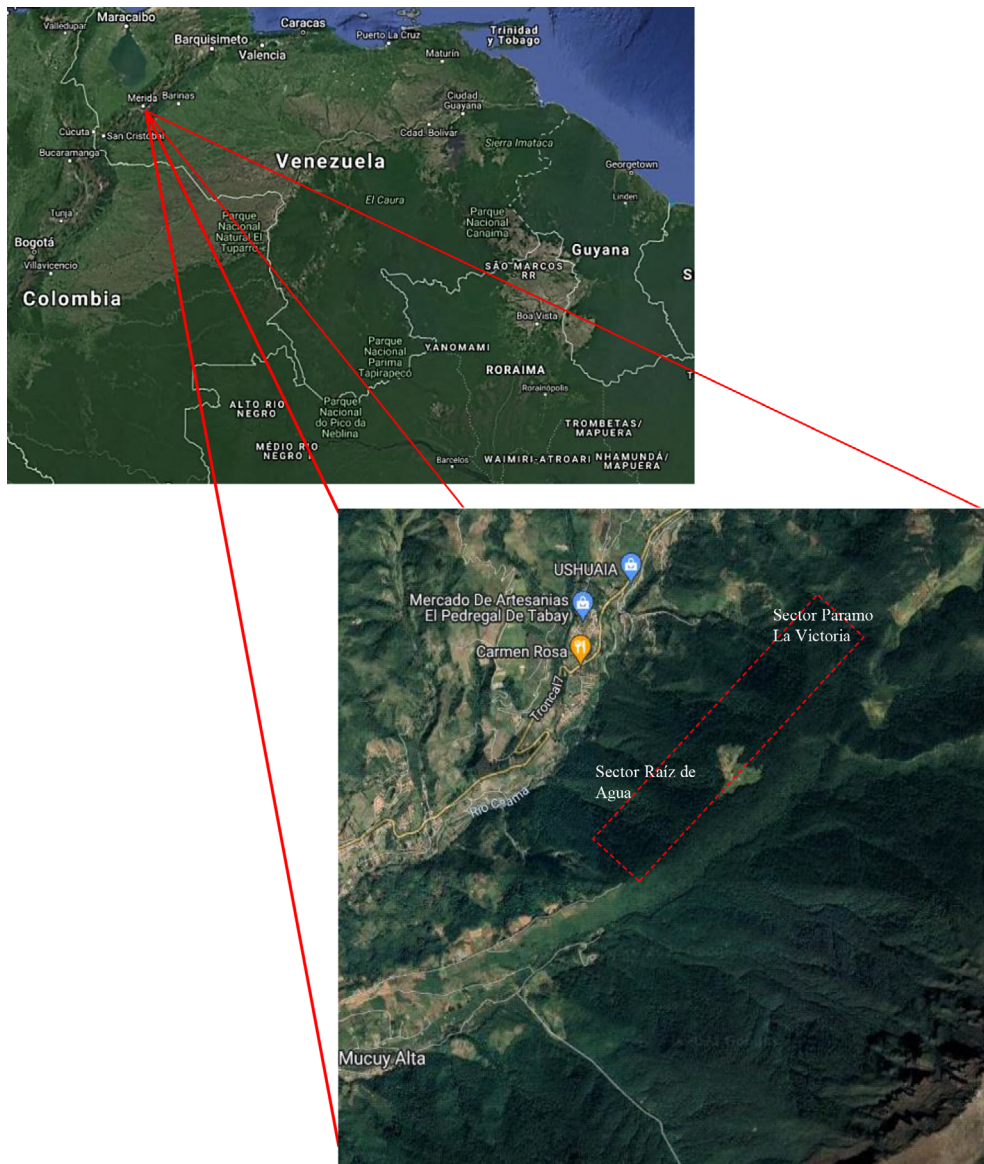 Maracaibo
Valledupar
Caracas
Barquisimeto
Valencia
Puerto La Cruz
Trinidad
y Tobago
Maturín
Mérida
Barinas
Ciudad
Guayana
Cúcuta
San Cristóbal
Cdad. Bolívar
Sierra Imataca
Bucaramanga
Venezuela
Georgetown
Linden
El Caura
Tunja
Parque
Nacional
Natural El
Tuparro
Parque
Nacional
Canaima
Bogotá
Villavicencio
Guyana
SÃO MARCOS
RR
S
Colombia
Boa Vista
Parque
Nacional
Parima
Tapirapecó
YANOMAMI
RORAIMA
T
Rorainópolis
ALTO RIO
NEGRO
Parque
Nacional
do Pico da
Neblina
TROMBETAS/
MAPUERA
MÉDIO RIO
NEGRO I
Barcelos
WAIMIRI-ATROARI
NHAMUNDÁ/
MAPUERA
USHUAIA
Mercado De Artesanias
El Pedregal De Tabay
Sector Paramo
La Victoria
Carmen Rosa
Troncal 7
Sector Raíz de
Agua
Río Chama
Mucuy Alta